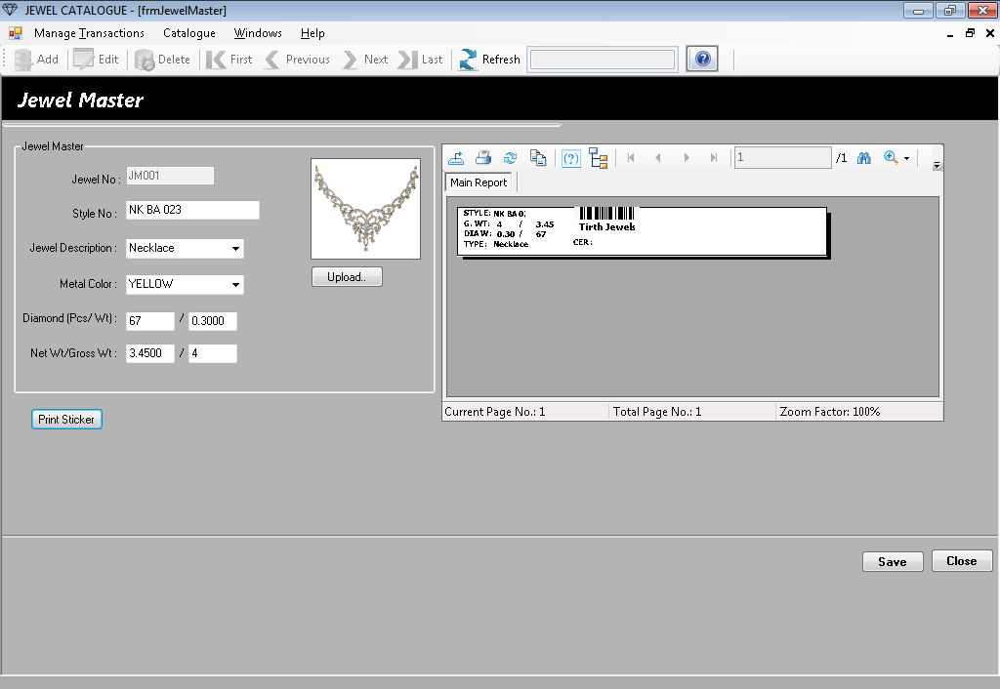 JEWEL CATALOGUE - [frmJewelMaster]
Manage Transactions Catalogue Windows Help
Add Edit Delete First Previous Next Last Refresh
Jewel Master
Jewel Master
Jewel No : JM001
Style No : NK BA 023
Jewel Description : Necklace
Metal Color : YELLOW
Diamond (Pcs/ Wt) : 67 / 0.3000
Net Wt/Gross Wt : 3.4500 / 4
Upload..
Print Sticker
1 /1
Main Report
STYLE: NK BA 0
G. WT: 4 / 3.45
DIA W: 0.30 / 67
TYPE: Necklace
Tirth Jewels
CER:
Current Page No.: 1 Total Page No.: 1 Zoom Factor: 100%
Save Close